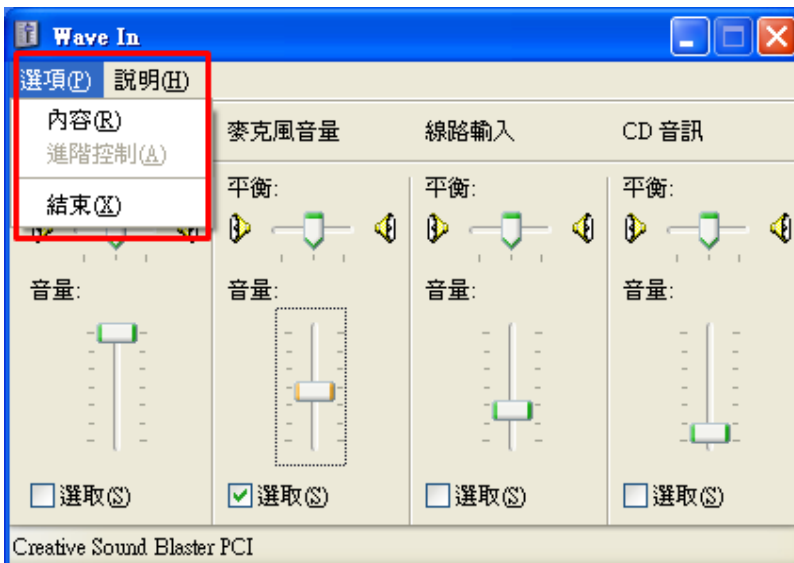 Wave In
選項(P) 說明(H)
內容(R)
進階控制(A)
結束(X)
麥克風音量
線路輸入
CD 音訊
平衡:
平衡:
平衡:
音量:
音量:
音量:
音量:
選取(S)
選取(S)
選取(S)
選取(S)
Creative Sound Blaster PCI